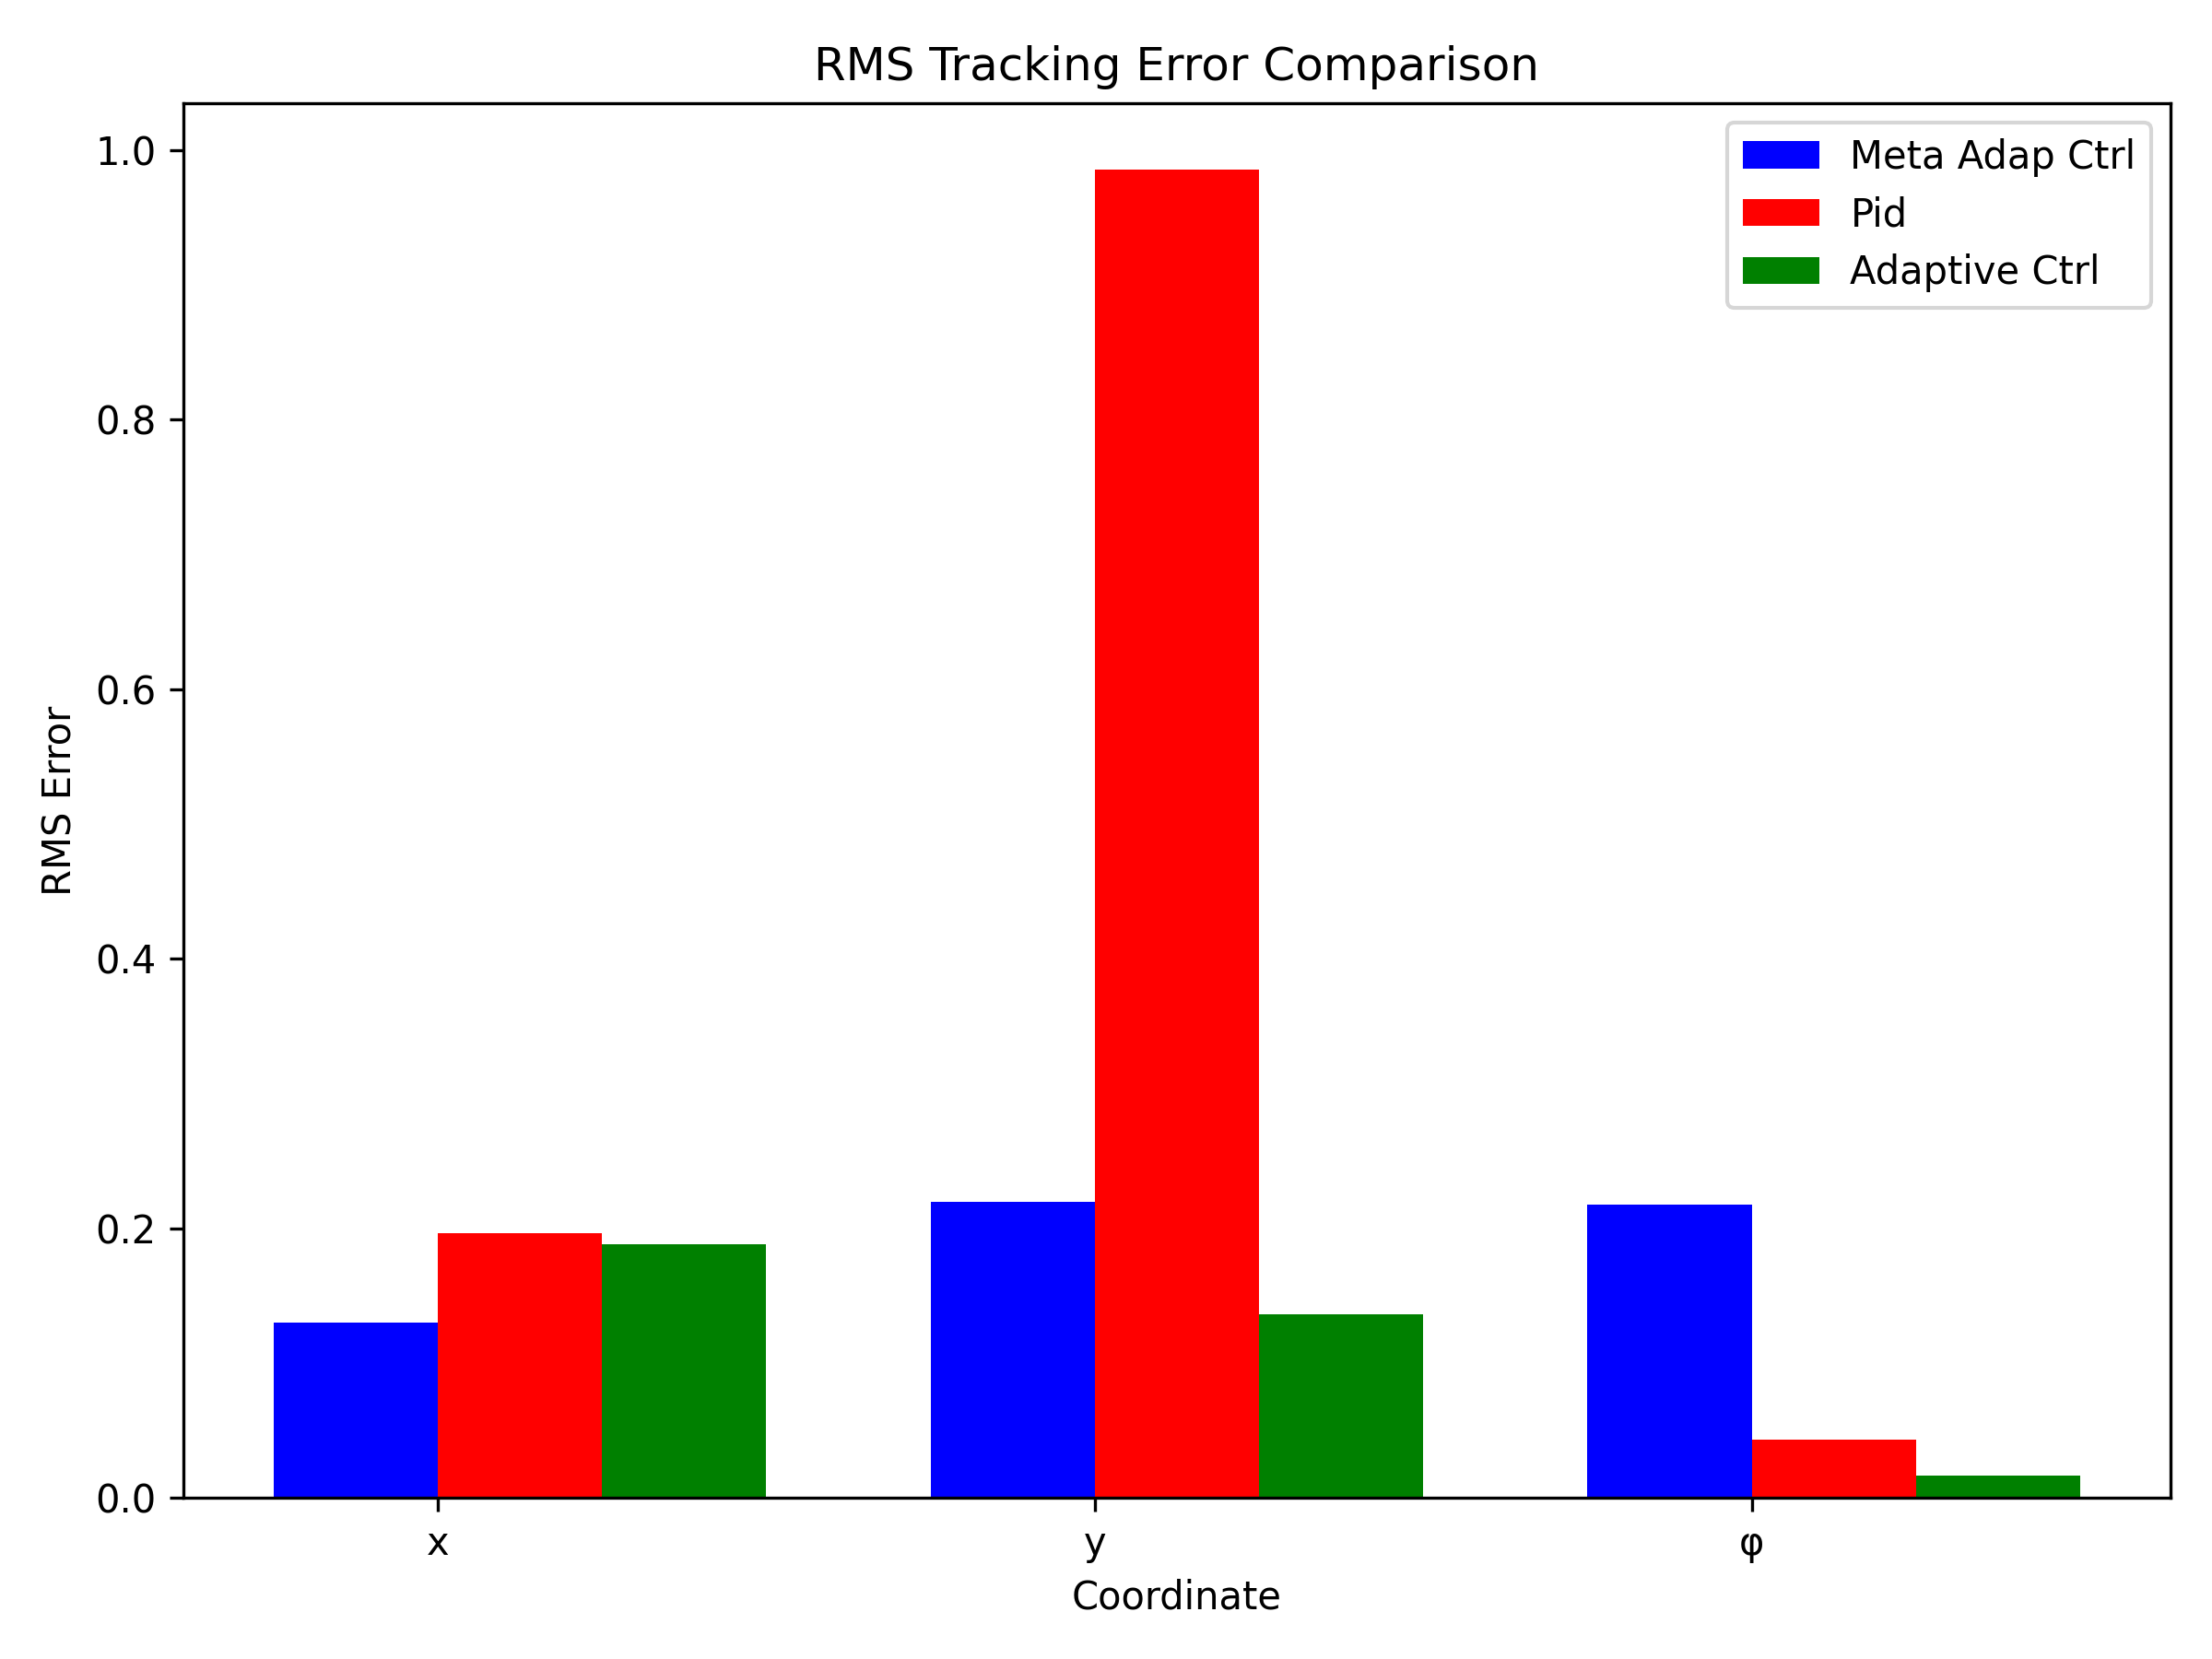 RMS Tracking Error Comparison
Meta Adap Ctrl
Pid
Adaptive Ctrl
RMS Error
1.0
0.8
0.6
0.4
0.2
0.0
x
y
φ
Coordinate